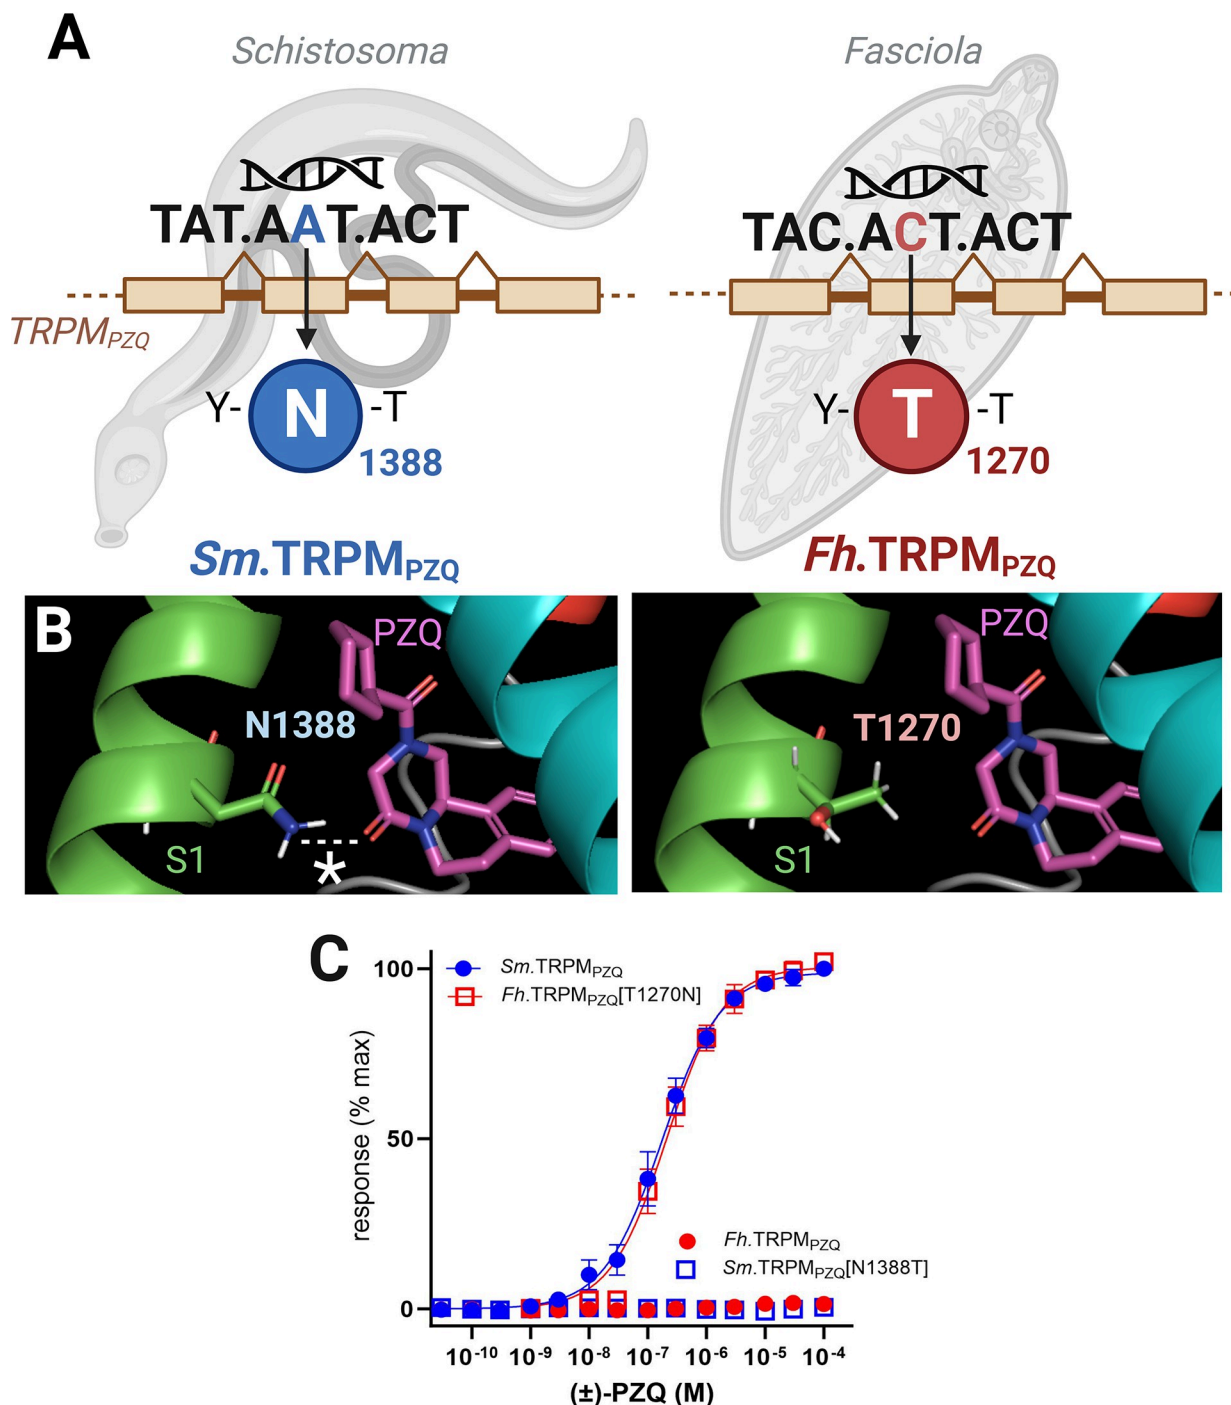 A
Schistosoma
Fasciola
TAT.AAT.ACT
TAC.ACT.ACT
TRPMPZQ
Y-
N
-T
1388
Y-
T
-T
1270
Sm.TRPMPZQ
Fh.TRPMPZQ
B
PZQ
N1388
S1
*
PZQ
T1270
S1
C
Sm.TRPMPZQ
Fh.TRPMPZQ[T1270N]
100
50
0
response (% max)
Fh.TRPMPZQ
Sm.TRPMPZQ[N1388T]
10-10 10-9 10-8 10-7 10-6 10-5 10-4
(±)-PZQ (M)